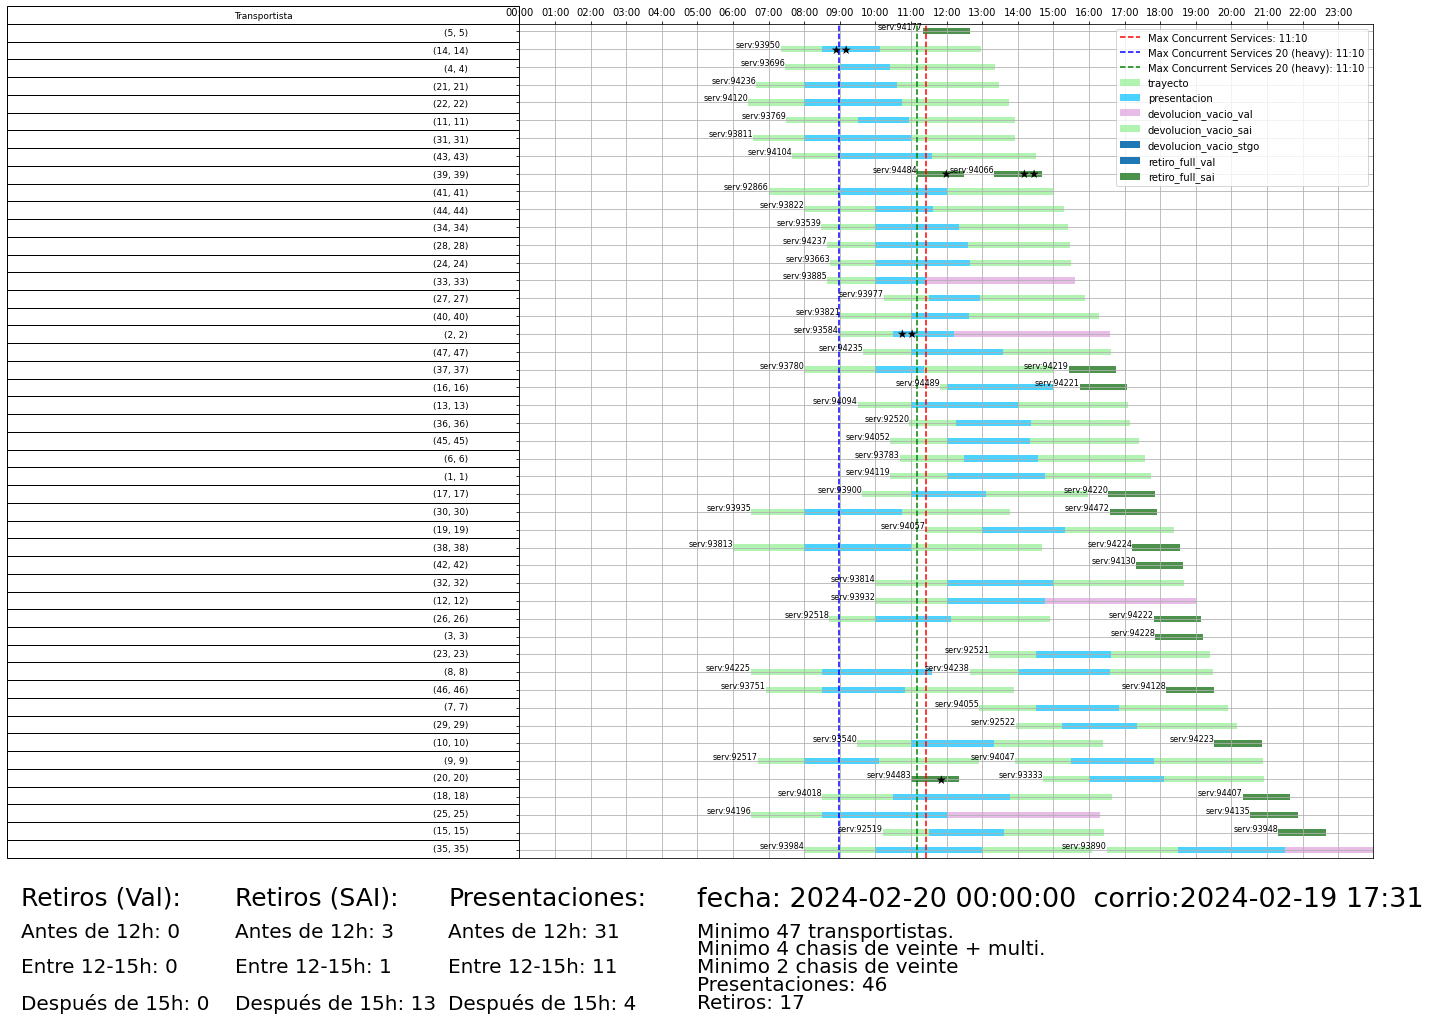 Transportista
00:00 01:00 02:00 03:00 04:00 05:00 06:00 07:00 08:00 09:00 10:00 11:00 12:00 13:00 14:00 15:00 16:00 17:00 18:00 19:00 20:00 21:00 22:00 23:00
(5, 5) serv:94177
(14, 14) serv:93950
(4, 4) serv:93696
(21, 21) serv:94236
(22, 22) serv:94120
(11, 11) serv:93769
(31, 31) serv:93811
(43, 43) serv:94104
(39, 39) serv:94484 serv:94066
(41, 41) serv:92866
(44, 44) serv:93822
(34, 34) serv:93539
(28, 28) serv:94237
(24, 24) serv:93663
(33, 33) serv:93885
(27, 27) serv:93977
(40, 40) serv:93821
(2, 2) serv:93584
(47, 47) serv:94235
(37, 37) serv:93780 serv:94219
(16, 16) serv:94489 serv:94221
(13, 13) serv:94094
(36, 36) serv:92520
(45, 45) serv:94052
(6, 6) serv:93783
(1, 1) serv:94119
(17, 17) serv:93900 serv:94220
(30, 30) serv:93935 serv:94472
(19, 19) serv:94057
(38, 38) serv:93813 serv:94224
(42, 42) serv:94130
(32, 32) serv:93814
(12, 12) serv:93932
(26, 26) serv:92518 serv:94222
(3, 3) serv:94228
(23, 23) serv:92521
(8, 8) serv:94225 serv:94238
(46, 46) serv:93751 serv:94128
(7, 7) serv:94055
(29, 29) serv:92522
(10, 10) serv:93540 serv:94223
(9, 9) serv:92517 serv:94047
(20, 20) serv:94483 serv:93333
(18, 18) serv:94018 serv:94407
(25, 25) serv:94196 serv:94135
(15, 15) serv:92519 serv:93948
(35, 35) serv:93984 serv:93890
Max Concurrent Services: 11:10
Max Concurrent Services 20 (heavy): 11:10
Max Concurrent Services 20 (heavy): 11:10
trayecto
presentacion
devolucion_vacio_val
devolucion_vacio_sai
devolucion_vacio_stgo
retiro_full_val
retiro_full_sai
Retiros (Val):
Antes de 12h: 0
Entre 12-15h: 0
Después de 15h: 0
Retiros (SAI):
Antes de 12h: 3
Entre 12-15h: 1
Después de 15h: 13
Presentaciones:
Antes de 12h: 31
Entre 12-15h: 11
Después de 15h: 4
fecha: 2024-02-20 00:00:00 corrio:2024-02-19 17:31
Minimo 47 transportistas.
Minimo 4 chasis de veinte + multi.
Minimo 2 chasis de veinte
Presentaciones: 46
Retiros: 17